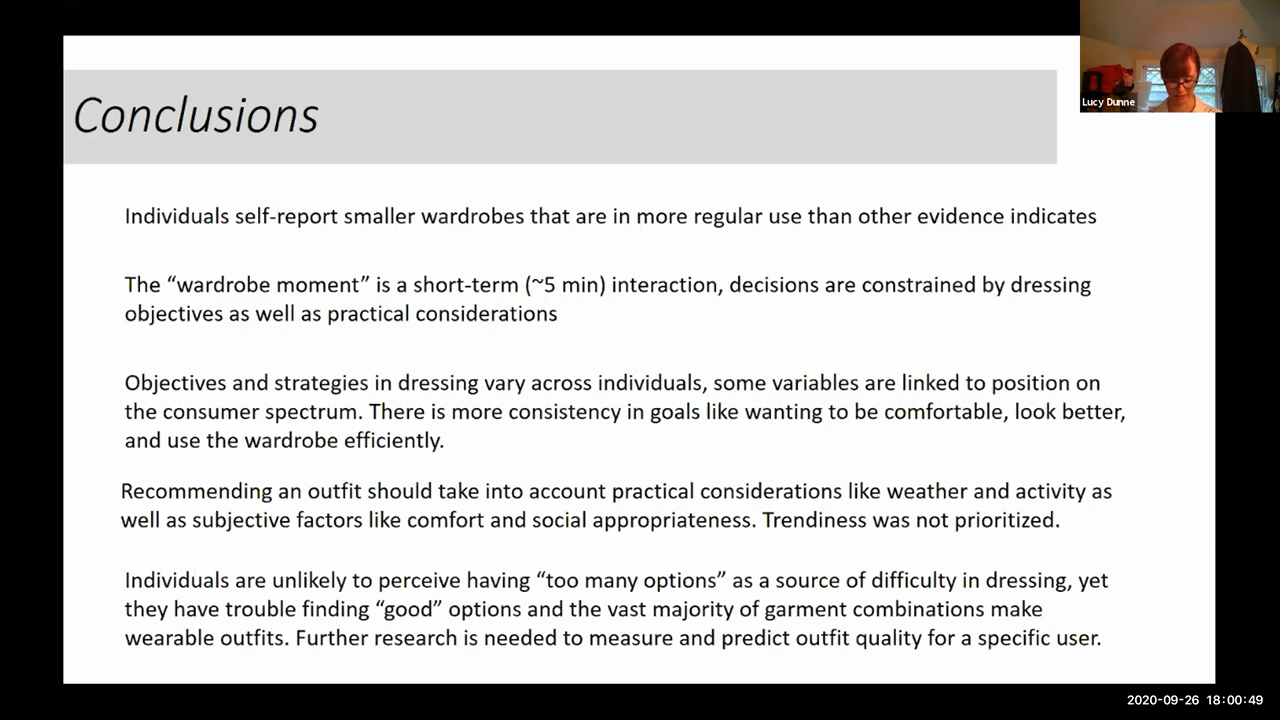 Conclusions
Lucy Dunne
Individuals self-report smaller wardrobes that are in more regular use than other evidence indicates
The “wardrobe moment” is a short-term (~5 min) interaction, decisions are constrained by dressing
objectives as well as practical considerations
Objectives and strategies in dressing vary across individuals, some variables are linked to position on
the consumer spectrum. There is more consistency in goals like wanting to be comfortable, look better,
and use the wardrobe efficiently.
Recommending an outfit should take into account practical considerations like weather and activity as
well as subjective factors like comfort and social appropriateness. Trendiness was not prioritized.
Individuals are unlikely to perceive having “too many options” as a source of difficulty in dressing, yet
they have trouble finding “good” options and the vast majority of garment combinations make
wearable outfits. Further research is needed to measure and predict outfit quality for a specific user.
2020-09-26 18:00:49